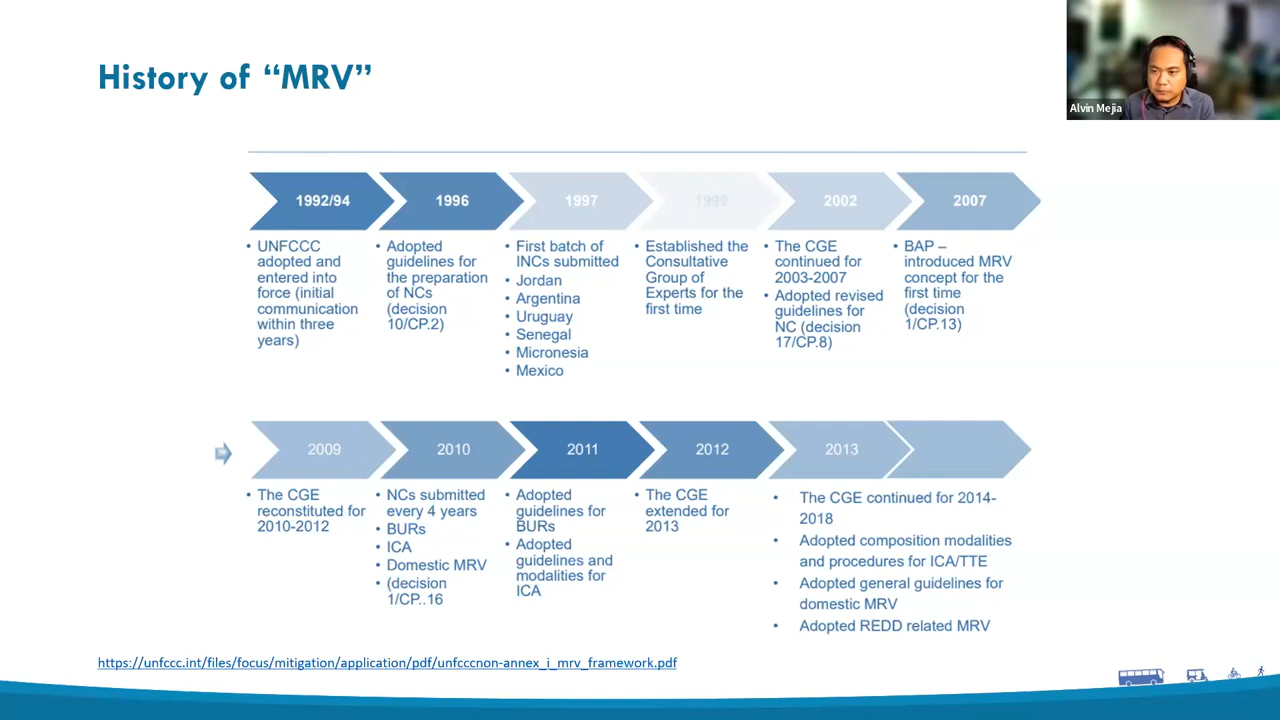 History of “MRV”
Alvin Mejia
1992/94
1996
1997
1999
2002
2007
• UNFCCC
adopted and
entered into
force (initial
communication
within three
years)
• Adopted
guidelines for
the preparation
of NCs
(decision
10/CP.2)
• First batch of
INCs submitted
• Jordan
• Argentina
• Uruguay
• Senegal
• Micronesia
• Mexico
• Established the
Consultative
Group of
Experts for the
first time
• The CGE
continued for
2003-2007
• Adopted revised
guidelines for
NC (decision
17/CP.8)
• BAP –
introduced MRV
concept for the
first time
(decision
1/CP.13)
2009
2010
2011
2012
2013
• The CGE
reconstituted for
2010-2012
• NCs submitted
every 4 years
• BURs
• ICA
• Domestic MRV
• (decision
1/CP..16
• Adopted
guidelines for
BURs
• Adopted
guidelines and
modalities for
ICA
• The CGE
extended for
2013
• The CGE continued for 2014-
2018
• Adopted composition modalities
and procedures for ICA/TTE
• Adopted general guidelines for
domestic MRV
• Adopted REDD related MRV
https://unfccc.int/files/focus/mitigation/application/pdf/unfcccnon-annex_i_mrv_framework.pdf